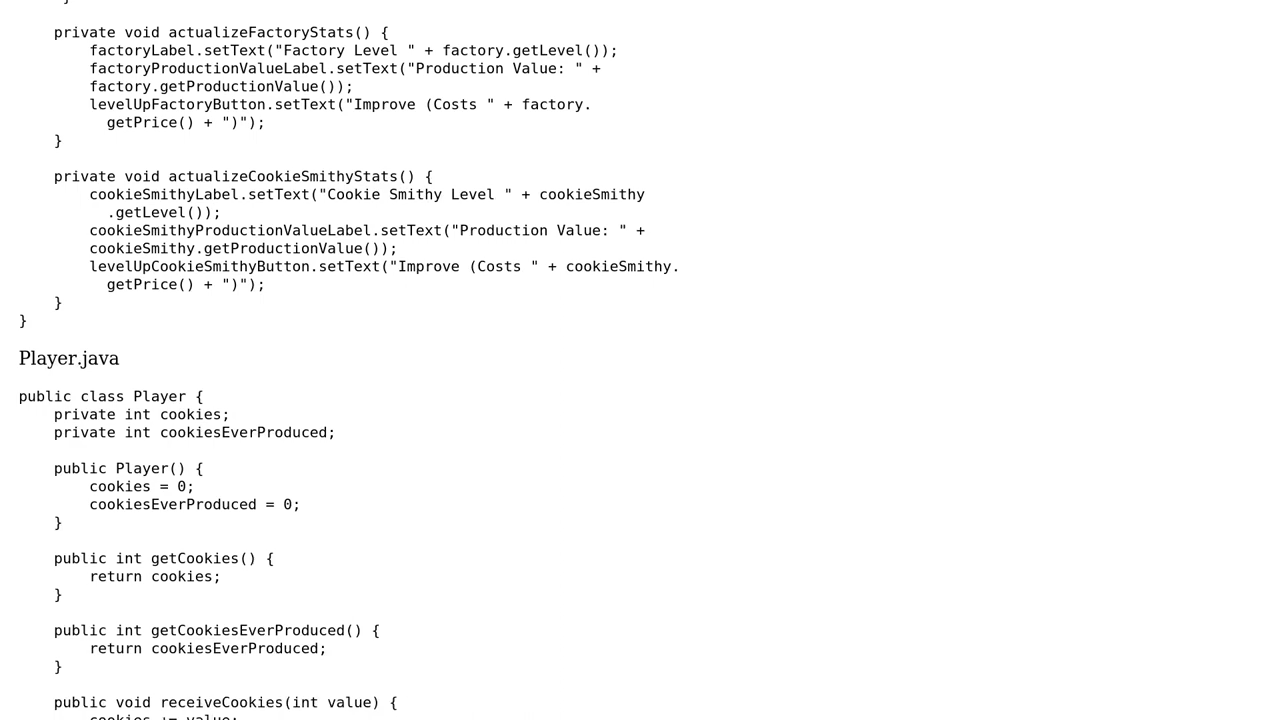 }
    private void actualizeFactoryStats() {
        factoryLabel.setText("Factory Level " + factory.getLevel());
        factoryProductionValueLabel.setText("Production Value: " +
        factory.getProductionValue());
        levelUpFactoryButton.setText("Improve (Costs " + factory.
          getPrice() + ")");
    }
    private void actualizeCookieSmithyStats() {
        cookieSmithyLabel.setText("Cookie Smithy Level " + cookieSmithy
          .getLevel());
        cookieSmithyProductionValueLabel.setText("Production Value: " +
        cookieSmithy.getProductionValue());
        levelUpCookieSmithyButton.setText("Improve (Costs " + cookieSmithy.
          getPrice() + ")");
    }
}
Player.java
public class Player {
    private int cookies;
    private int cookiesEverProduced;
    public Player() {
        cookies = 0;
        cookiesEverProduced = 0;
    }
    public int getCookies() {
        return cookies;
    }
    public int getCookiesEverProduced() {
        return cookiesEverProduced;
    }
    public void receiveCookies(int value) {
        cookies += value;